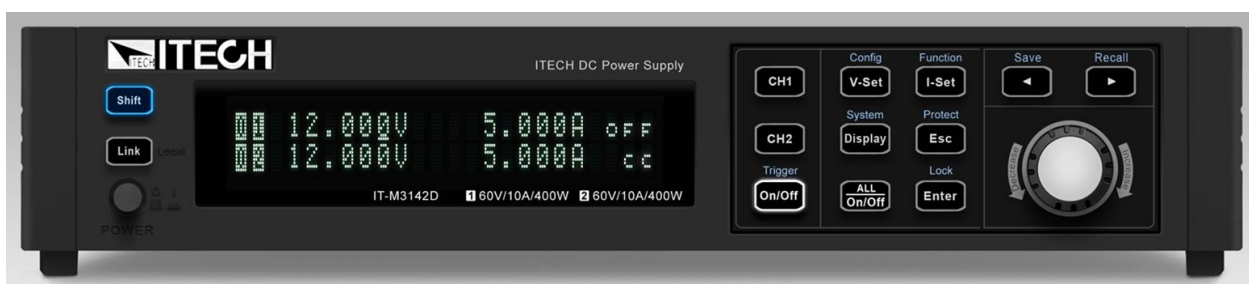 ITECH ITECH
ITECH DC Power Supply
Shift
Link Local
POWER
01 12.000V 5.000A OFF
02 12.000V 5.000A cc
IT-M3142D 1 60V/10A/400W 2 60V/10A/400W
CH1
CH2
Trigger
On/Off
Config
V-Set
Function
I-Set
System
Display
Protect
Esc
ALL
On/Off
Lock
Enter
Save
◄
Recall
►
Decrease
Increase